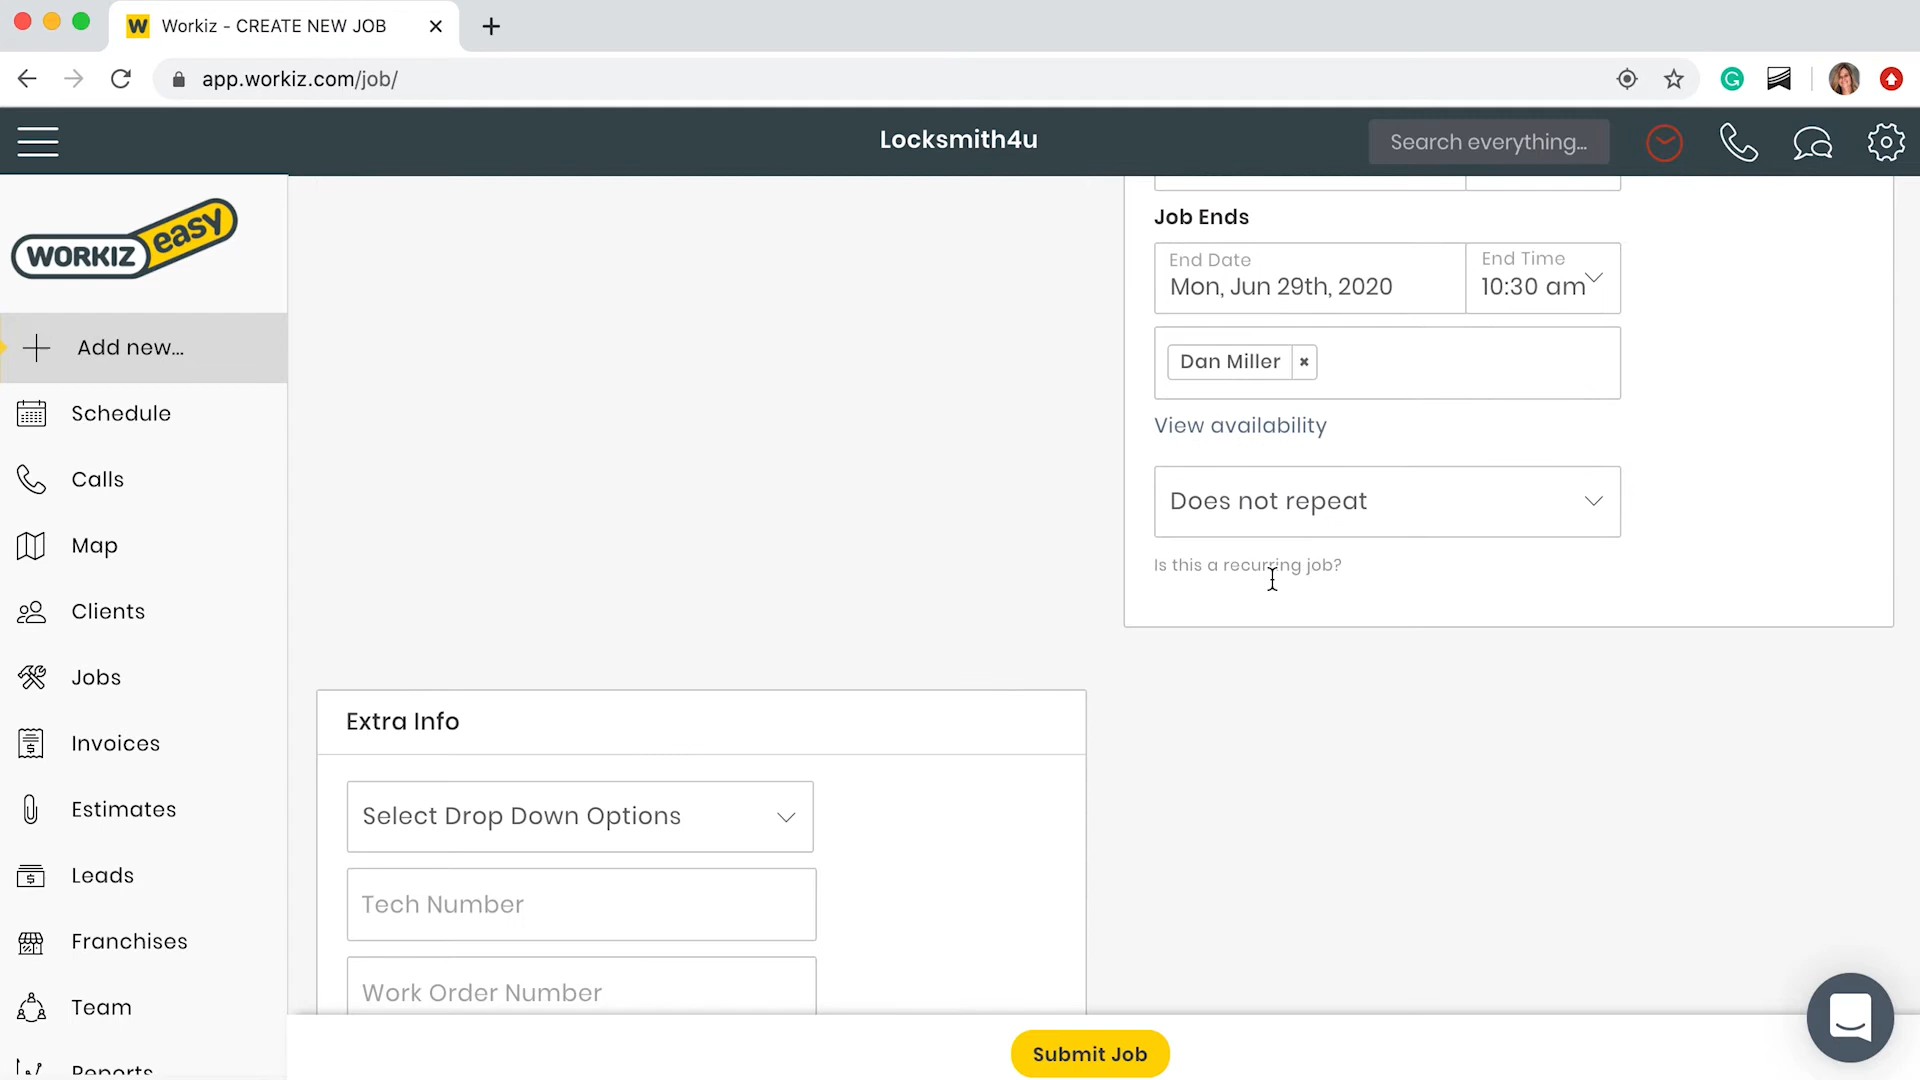 W Workiz - CREATE NEW JOB
app.workiz.com/job/
G
Locksmith4u
Search everything...
WORKIZ easy
Add new...
Schedule
Calls
Map
Clients
Jobs
Invoices
Estimates
Leads
Franchises
Team
Reports
Job Ends
End Date
Mon, Jun 29th, 2020
End Time
10:30 am
Dan Miller
View availability
Does not repeat
Is this a recurring job?
Extra Info
Select Drop Down Options
Tech Number
Work Order Number
Submit Job